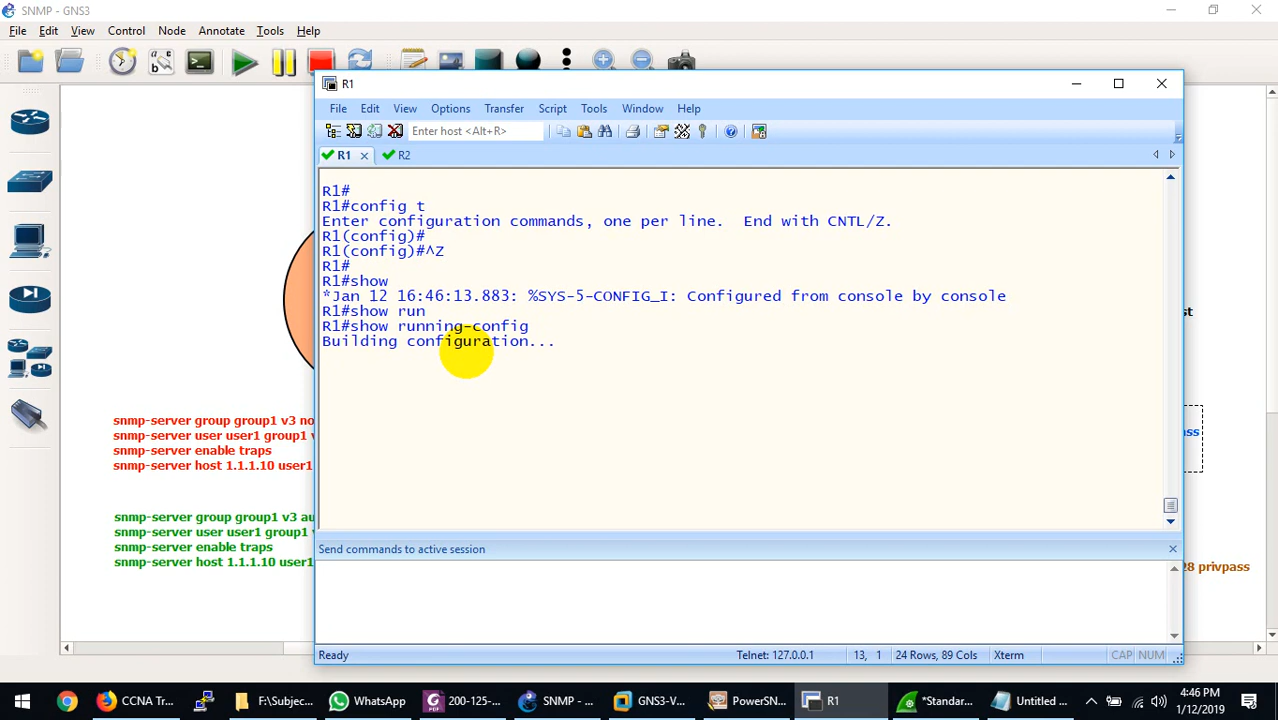 SNMP - GNS3
File Edit View Control Node Annotate Tools Help
R1
File Edit View Options Transfer Script Tools Window Help
Enter host <Alt+R>
R1 R2
R1#
R1#config t
Enter configuration commands, one per line.  End with CNTL/Z.
R1(config)#
R1(config)#^Z
R1#
R1#show
*Jan 12 16:46:13.883: %SYS-5-CONFIG_I: Configured from console by console
R1#show run
R1#show running-config
Building configuration...
snmp-server group group1 v3 no
snmp-server user user1 group1 v
snmp-server enable traps
snmp-server host 1.1.1.10 user1
snmp-server group group1 v3 au
snmp-server user user1 group1 v
snmp-server enable traps
snmp-server host 1.1.1.10 user1
st
ass
28 privpass
Send commands to active session
Ready Telnet: 127.0.0.1 13, 1 24 Rows, 89 Cols Xterm CAP NUM
CCNA Tr... F:\Subjec... WhatsApp 200-125-... SNMP - ... GNS3-V... PowerSN... R1 *Standar... Untitled ...
4:46 PM
1/12/2019